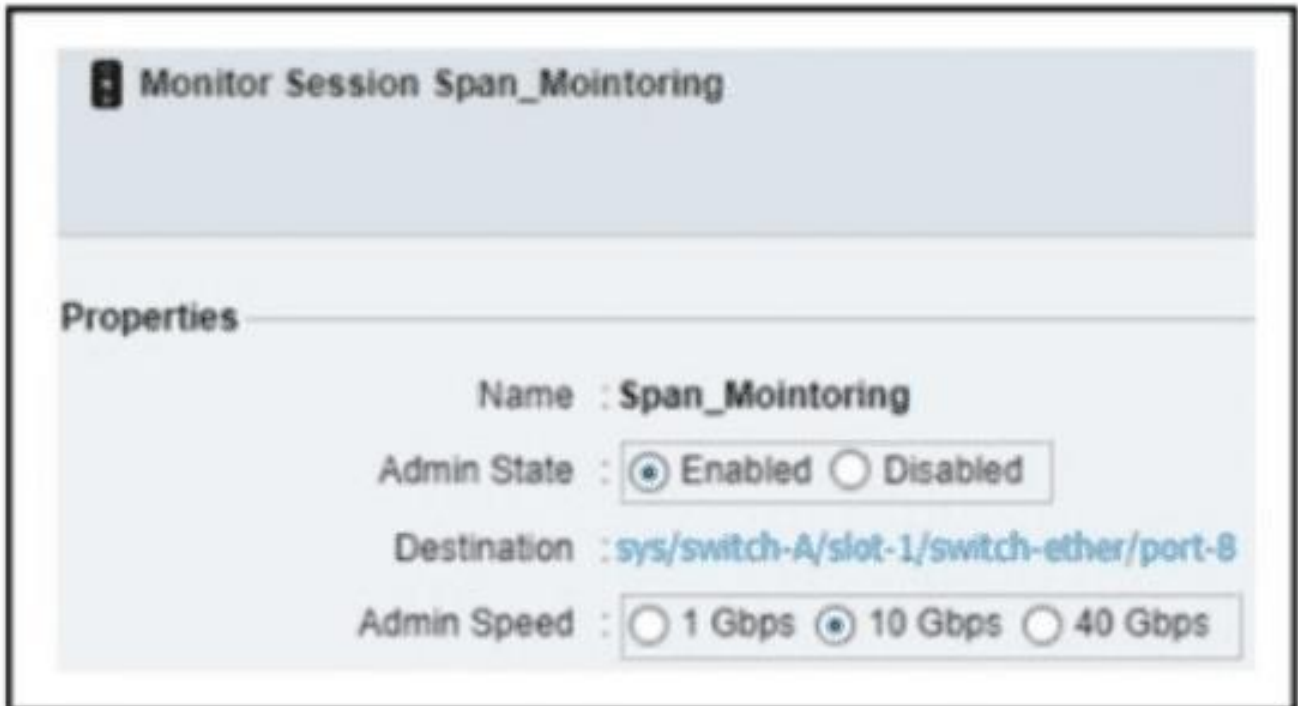 Monitor Session Span_Mointoring
Properties
Name : Span_Mointoring
Admin State : Enabled Disabled
Destination : sys/switch-A/slot-1/switch-ether/port-8
Admin Speed : 1 Gbps 10 Gbps 40 Gbps